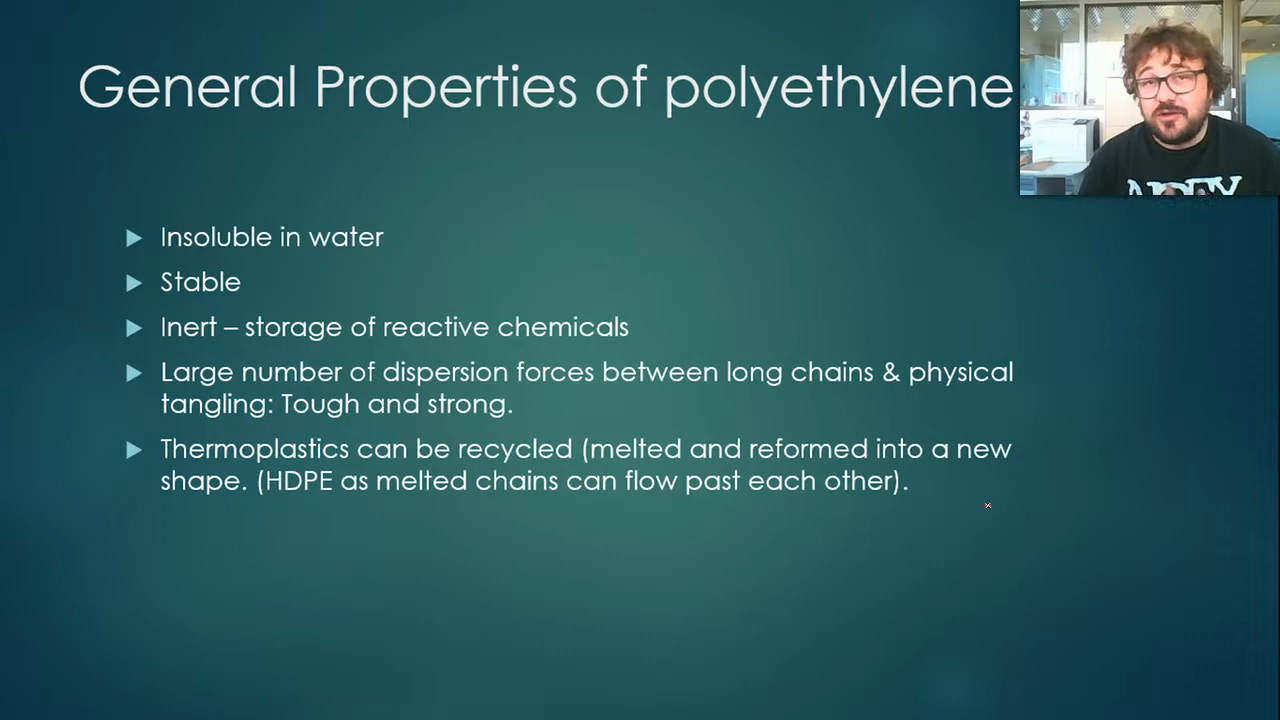 General Properties of polyethylene
Insoluble in water
Stable
Inert – storage of reactive chemicals
Large number of dispersion forces between long chains & physical
tangling: Tough and strong.
Thermoplastics can be recycled (melted and reformed into a new
shape. (HDPE as melted chains can flow past each other).